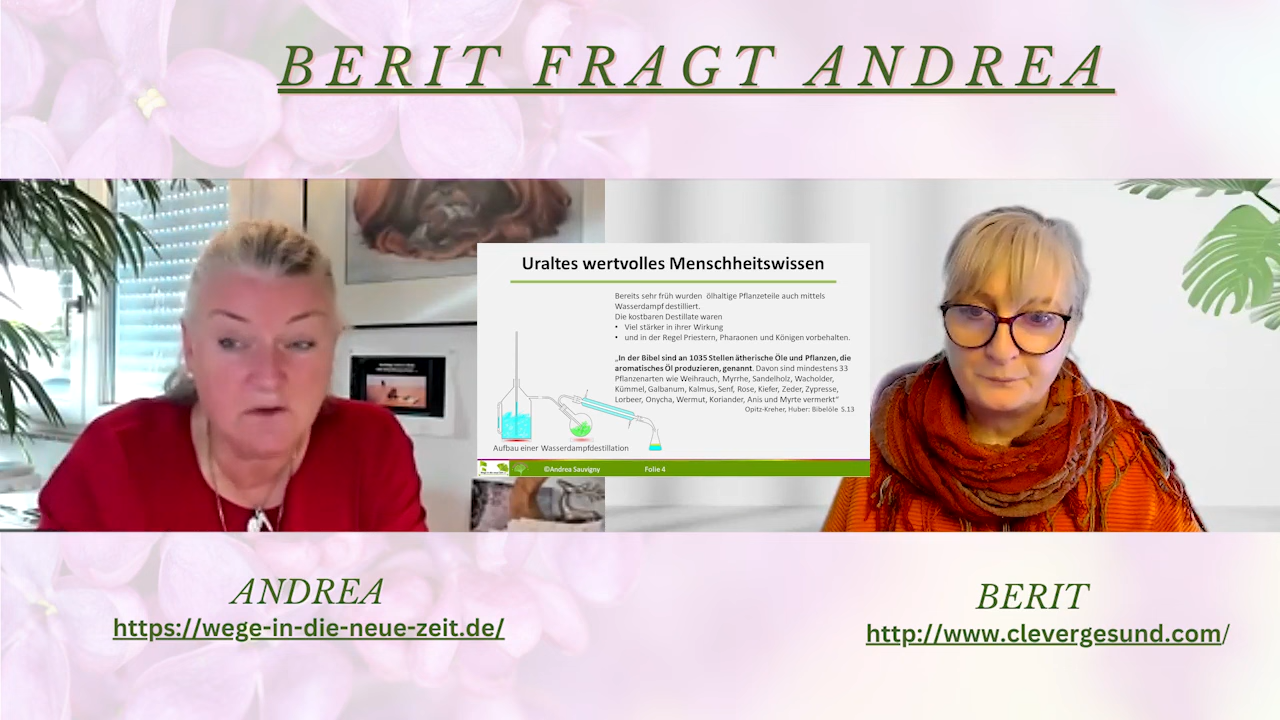 BERIT FRAGT ANDREA
Uraltes wertvolles Menschheitswissen
Bereits sehr früh wurden ölhaltige Pflanzeteile auch mittels
Wasserdampf destilliert.
Die kostbaren Destillate waren
• Viel stärker in ihrer Wirkung
• und in der Regel Priestern, Pharaonen und Königen vorbehalten.
„In der Bibel sind an 1035 Stellen ätherische Öle und Pflanzen, die
aromatisches Öl produzieren, genannt. Davon sind mindestens 33
Pflanzenarten wie Weihrauch, Myrrhe, Sandelholz, Wacholder,
Kümmel, Galbanum, Kalmus, Senf, Rose, Kiefer, Zeder, Zypresse,
Lorbeer, Onycha, Wermut, Koriander, Anis und Myrte vermerkt"
Opitz-Kreher, Huber: Bibelöle S.13
Aufbau einer Wasserdampfdestillation
©Andrea Sauvigny Folie 4
ANDREA
https://wege-in-die-neue-zeit.de/
BERIT
http://www.clevergesund.com/